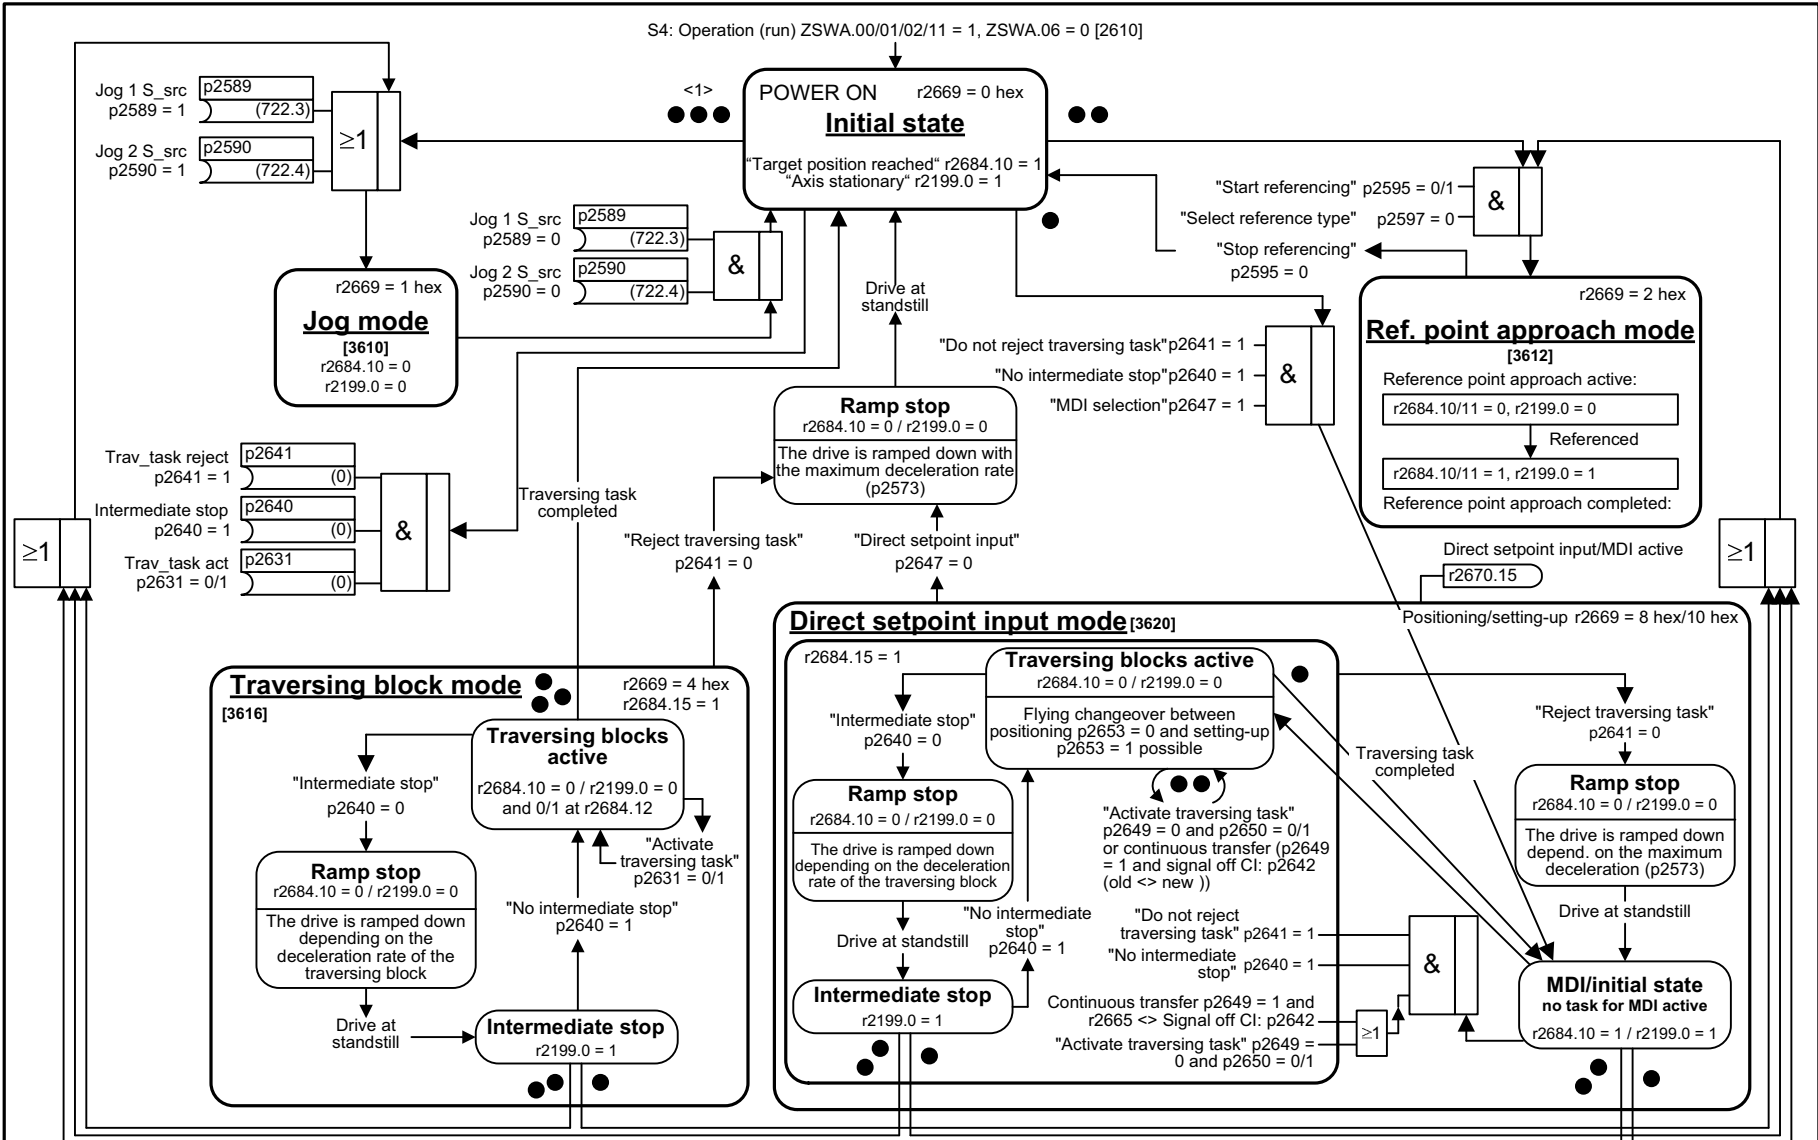 S4: Operation (run) ZSWA.00/01/02/11 = 1, ZSWA.06 = 0 [2610]
Jog 1 S_src
p2589 = 1
p2589
(722.3)
Jog 2 S_src
p2590 = 1
p2590
(722.4)
≥1
<1>
POWER ON
r2669 = 0 hex
Initial state
“Target position reached“ r2684.10 = 1
“Axis stationary“ r2199.0 = 1
Jog 1 S_src
p2589 = 0
p2589
(722.3)
Jog 2 S_src
p2590 = 0
p2590
(722.4)
&
"Start referencing" p2595 = 0/1
"Select reference type" p2597 = 0
&
"Stop referencing"
p2595 = 0
r2669 = 1 hex
Jog mode
[3610]
r2684.10 = 0
r2199.0 = 0
Drive at
standstill
r2669 = 2 hex
Ref. point approach mode
[3612]
Reference point approach active:
r2684.10/11 = 0, r2199.0 = 0
Referenced
r2684.10/11 = 1, r2199.0 = 1
Reference point approach completed:
"Do not reject traversing task"p2641 = 1
"No intermediate stop"p2640 = 1
"MDI selection"p2647 = 1
&
Ramp stop
r2684.10 = 0 / r2199.0 = 0
The drive is ramped down with
the maximum deceleration rate
(p2573)
Trav_task reject
p2641 = 1
p2641
(0)
Intermediate stop
p2640 = 1
p2640
(0)
Trav_task act
p2631 = 0/1
p2631
(0)
&
Traversing task
completed
≥1
"Reject traversing task"
p2641 = 0
"Direct setpoint input"
p2647 = 0
Direct setpoint input/MDI active
r2670.15
≥1
Traversing block mode
[3616]
r2669 = 4 hex
r2684.15 = 1
Traversing blocks
active
r2684.10 = 0 / r2199.0 = 0
and 0/1 at r2684.12
"Intermediate stop"
p2640 = 0
"Activate
traversing task"
p2631 = 0/1
Ramp stop
r2684.10 = 0 / r2199.0 = 0
The drive is ramped down
depending on the
deceleration rate of the
traversing block
"No intermediate stop"
p2640 = 1
Drive at
standstill
Intermediate stop
r2199.0 = 1
Direct setpoint input mode [3620]
Positioning/setting-up r2669 = 8 hex/10 hex
r2684.15 = 1
Traversing blocks active
r2684.10 = 0 / r2199.0 = 0
Flying changeover between
positioning p2653 = 0 and setting-up
p2653 = 1 possible
"Intermediate stop"
p2640 = 0
Ramp stop
r2684.10 = 0 / r2199.0 = 0
The drive is ramped down
depending on the deceleration
rate of the traversing block
"Activate traversing task"
p2649 = 0 and p2650 = 0/1
or continuous transfer (p2649
= 1 and signal off CI: p2642
(old <> new ))
Drive at standstill
"No intermediate
stop"
p2640 = 1
Intermediate stop
r2199.0 = 1
"Do not reject
traversing task" p2641 = 1
"No intermediate
stop" p2640 = 1
Continuous transfer p2649 = 1 and
r2665 <> Signal off CI: p2642
"Activate traversing task" p2649 =
0 and p2650 = 0/1
≥1
&
Traversing task
completed
"Reject traversing task"
p2641 = 0
Ramp stop
r2684.10 = 0 / r2199.0 = 0
The drive is ramped down
depend. on the maximum
deceleration (p2573)
Drive at standstill
MDI/initial state
no task for MDI active
r2684.10 = 1 / r2199.0 = 1